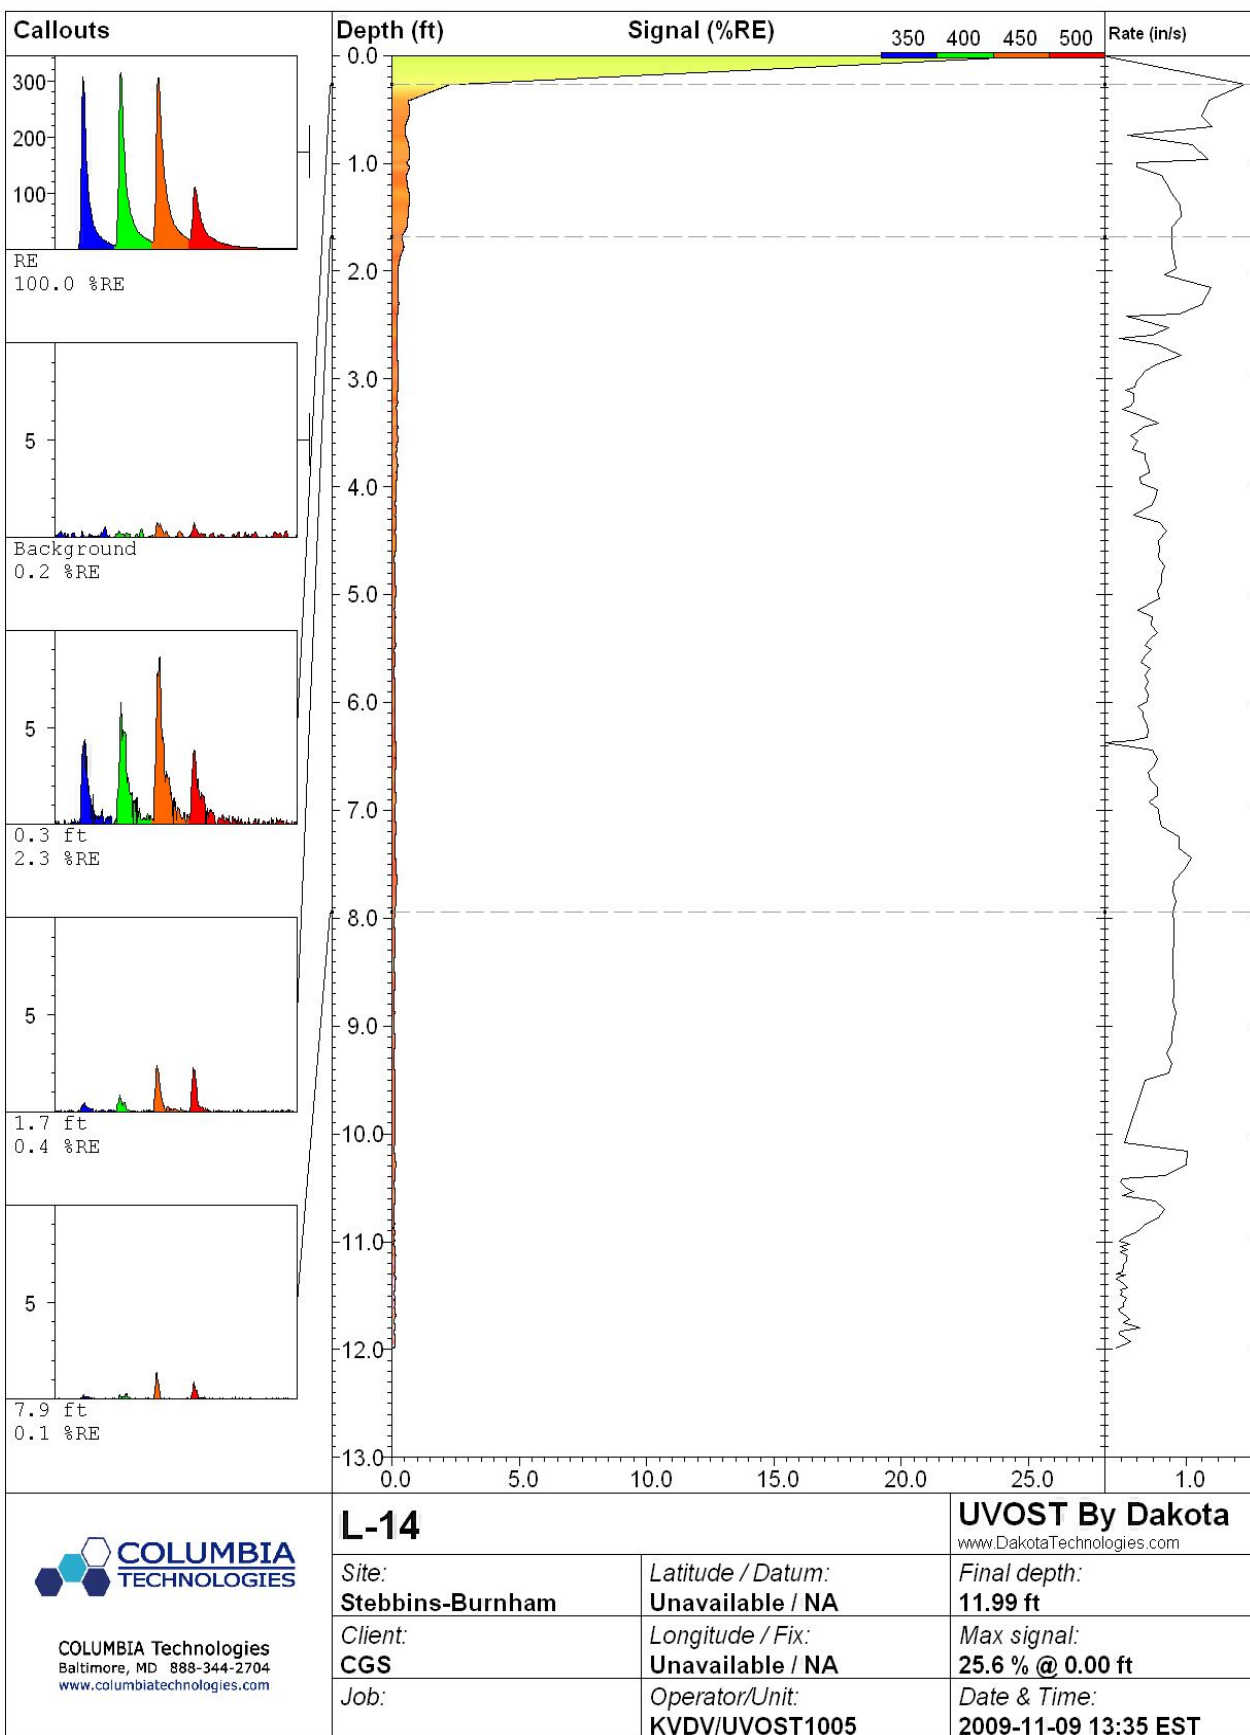 Callouts
Depth (ft)
Signal (%RE)
350 400 450 500
Rate (in/s)
300
200
100
RE
100.0 %RE
5
Background
0.2 %RE
5
0.3 ft
2.3 %RE
5
1.7 ft
0.4 %RE
5
7.9 ft
0.1 %RE
0.0
1.0
2.0
3.0
4.0
5.0
6.0
7.0
8.0
9.0
10.0
11.0
12.0
13.0
0.0 5.0 10.0 15.0 20.0 25.0
1.0
COLUMBIA
TECHNOLOGIES
COLUMBIA Technologies
Baltimore, MD 888-344-2704
www.columbiatechnologies.com
L-14
UVOST By Dakota
www.DakotaTechnologies.com
Site:
Stebbins-Burnham
Latitude / Datum:
Unavailable / NA
Final depth:
11.99 ft
Client:
CGS
Longitude / Fix:
Unavailable / NA
Max signal:
25.6 % @ 0.00 ft
Job:
Operator/Unit:
KVDV/UVOST1005
Date & Time:
2009-11-09 13:35 EST